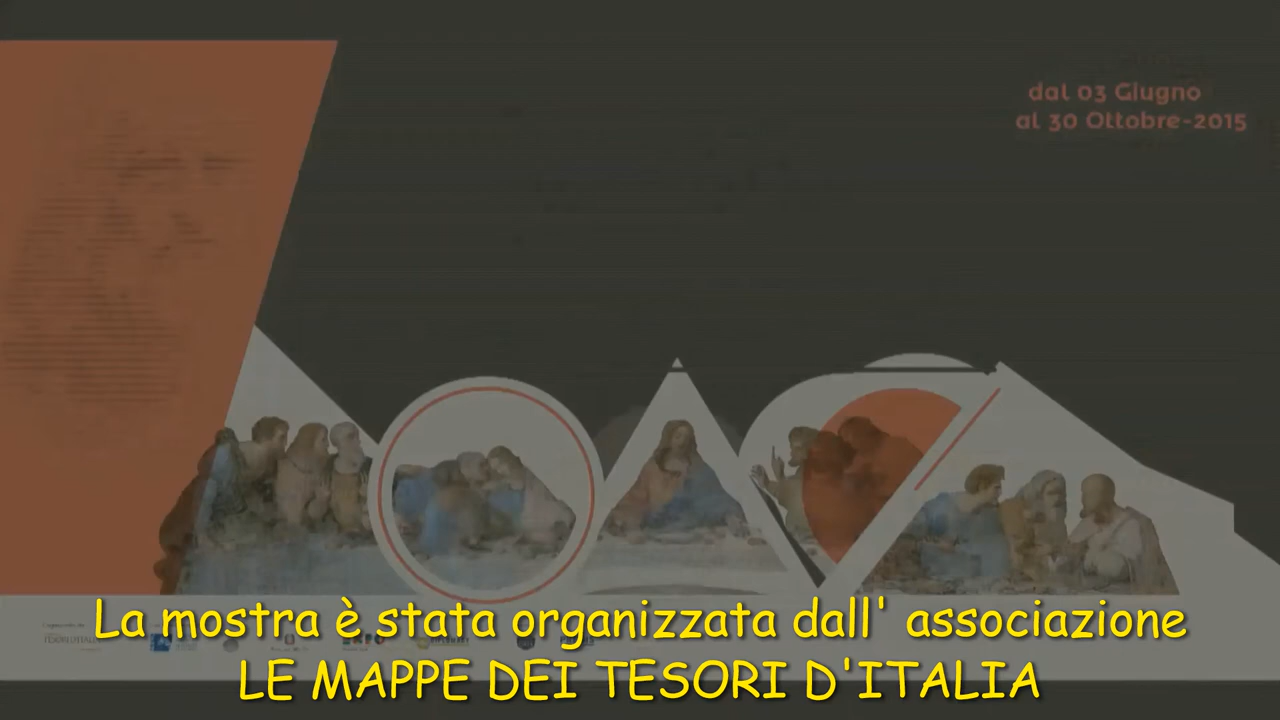 dal 03 Giugno
al 30 Ottobre-2015
La mostra è stata organizzata dall' associazione
LE MAPPE DEI TESORI D'ITALIA